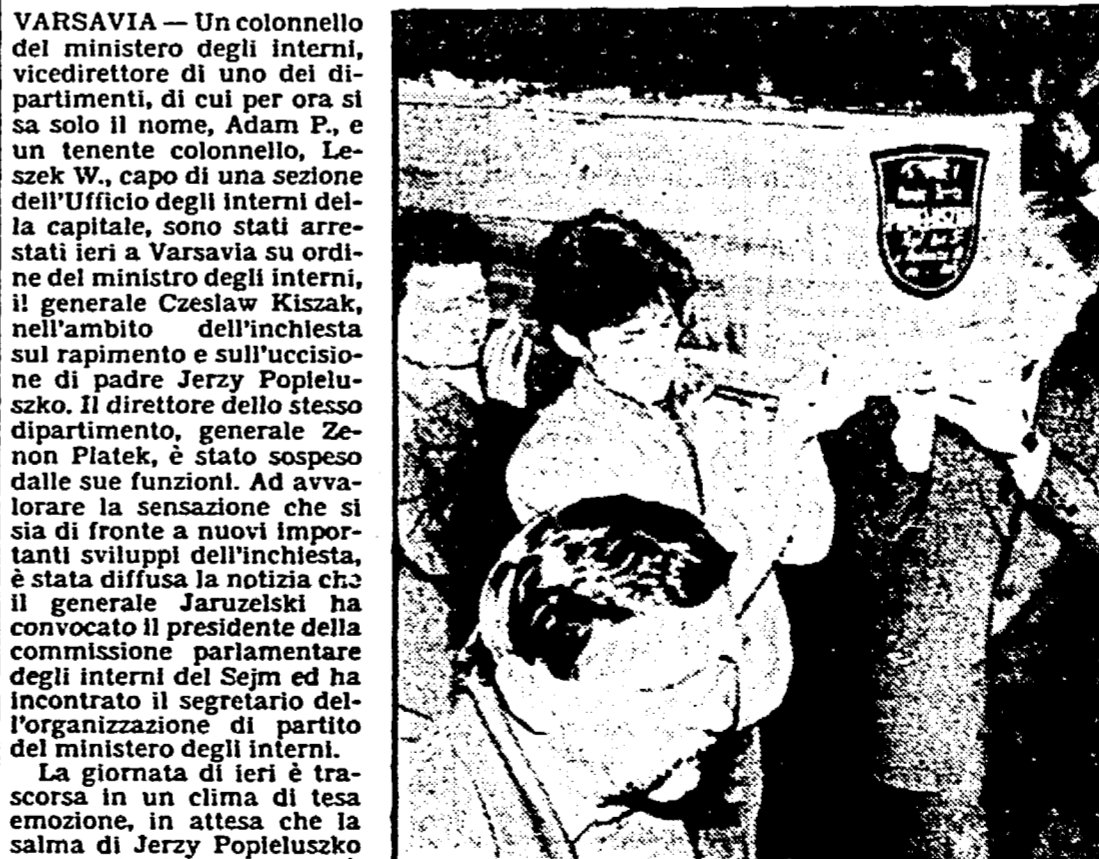 VARSAVIA — Un colonnello
del ministero degli interni,
vicedirettore di uno dei di-
partimenti, di cui per ora si
sa solo il nome, Adam P., e
un tenente colonnello, Le-
szek W., capo di una sezione
dell'Ufficio degli interni del-
la capitale, sono stati arre-
stati ieri a Varsavia su ordi-
ne del ministro degli interni,
il generale Czeslaw Kiszak,
nell'ambito dell'inchiesta
sul rapimento e sull'uccisio-
ne di padre Jerzy Popielu-
szko. Il direttore dello stesso
dipartimento, generale Ze-
non Platek, è stato sospeso
dalle sue funzioni. Ad avva-
lorare la sensazione che si
sia di fronte a nuovi impor-
tanti sviluppi dell'inchiesta,
è stata diffusa la notizia che
il generale Jaruzelski ha
convocato il presidente della
commissione parlamentare
degli interni del Sejm ed ha
incontrato il segretario del-
l'organizzazione di partito
del ministero degli interni.
La giornata di ieri è tra-
scorsa in un clima di tesa
emozione, in attesa che la
salma di Jerzy Popieluszko